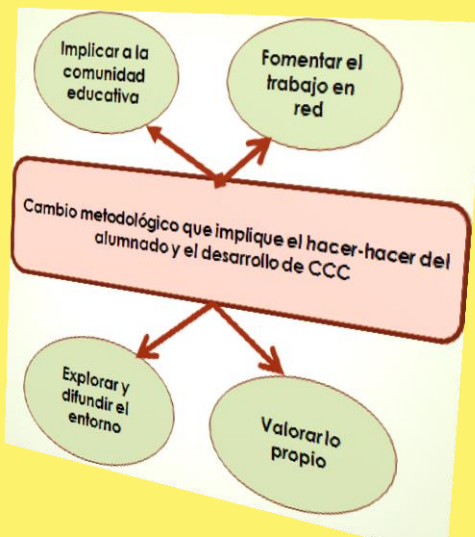 Implicar a la
comunidad
educativa
Fomentar el
trabajo en
red
Cambio metodológico que implique el hacer-hacer del
alumnado y el desarrollo de CCC
Explorar y
difundir el
entorno
Valorar lo
propio